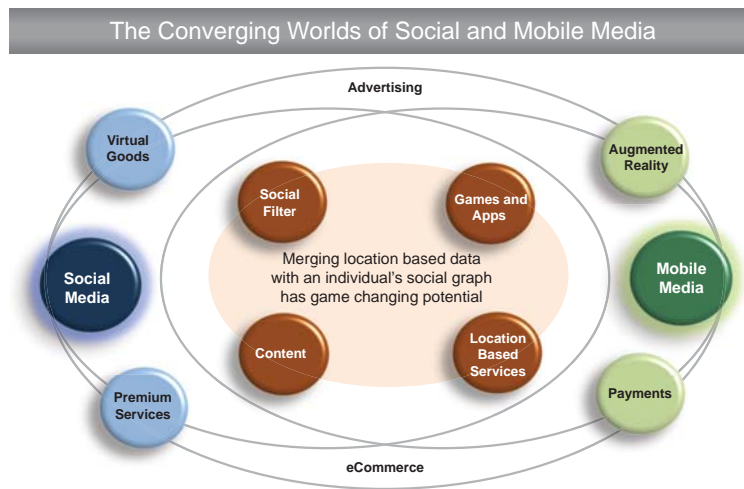 The Converging Worlds of Social and Mobile Media
Advertising
Virtual
Goods
Augmented
Reality
Social
Filter
Games and
Apps
Merging location based data
with an individual's social graph
has game changing potential
Social
Media
Mobile
Media
Content
Location
Based
Services
Premium
Services
Payments
eCommerce